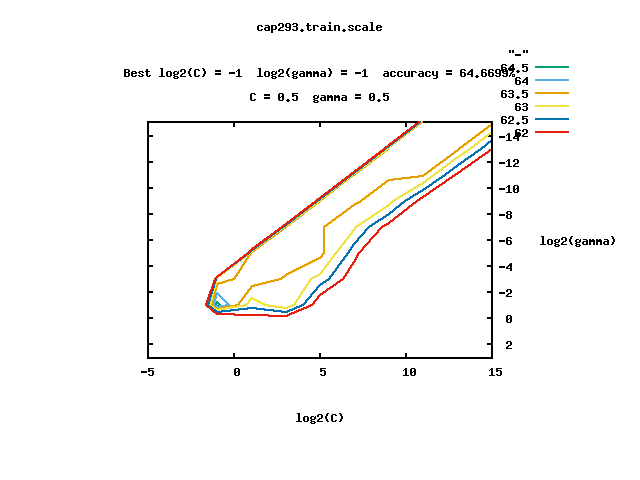 cap293.train.scale
"-"
Best log2(C) = -1  log2(gamma) = -1  accuracy = 64.6699%
C = 0.5  gamma = 0.5
64.5
64
63.5
63
62.5
62
-14
-12
-10
-8
-6
-4
-2
0
2
log2(gamma)
-5 0 5 10 15
log2(C)